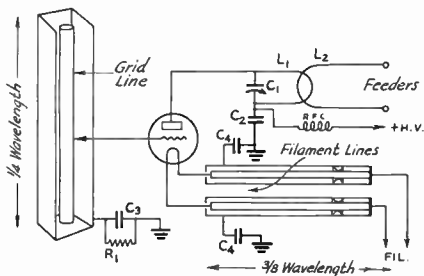 ¼ Wavelength
Grid Line
L₁
L₂
C₁
Feeders
C₂
R F C
+H.V.
C₄
Filament Lines
C₃
R₁
C₄
FIL.
⅜ Wavelength